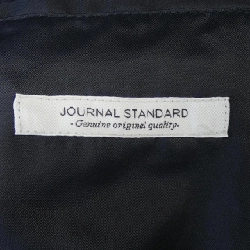 JOURNAL STANDARD
- Genuine original quality. -